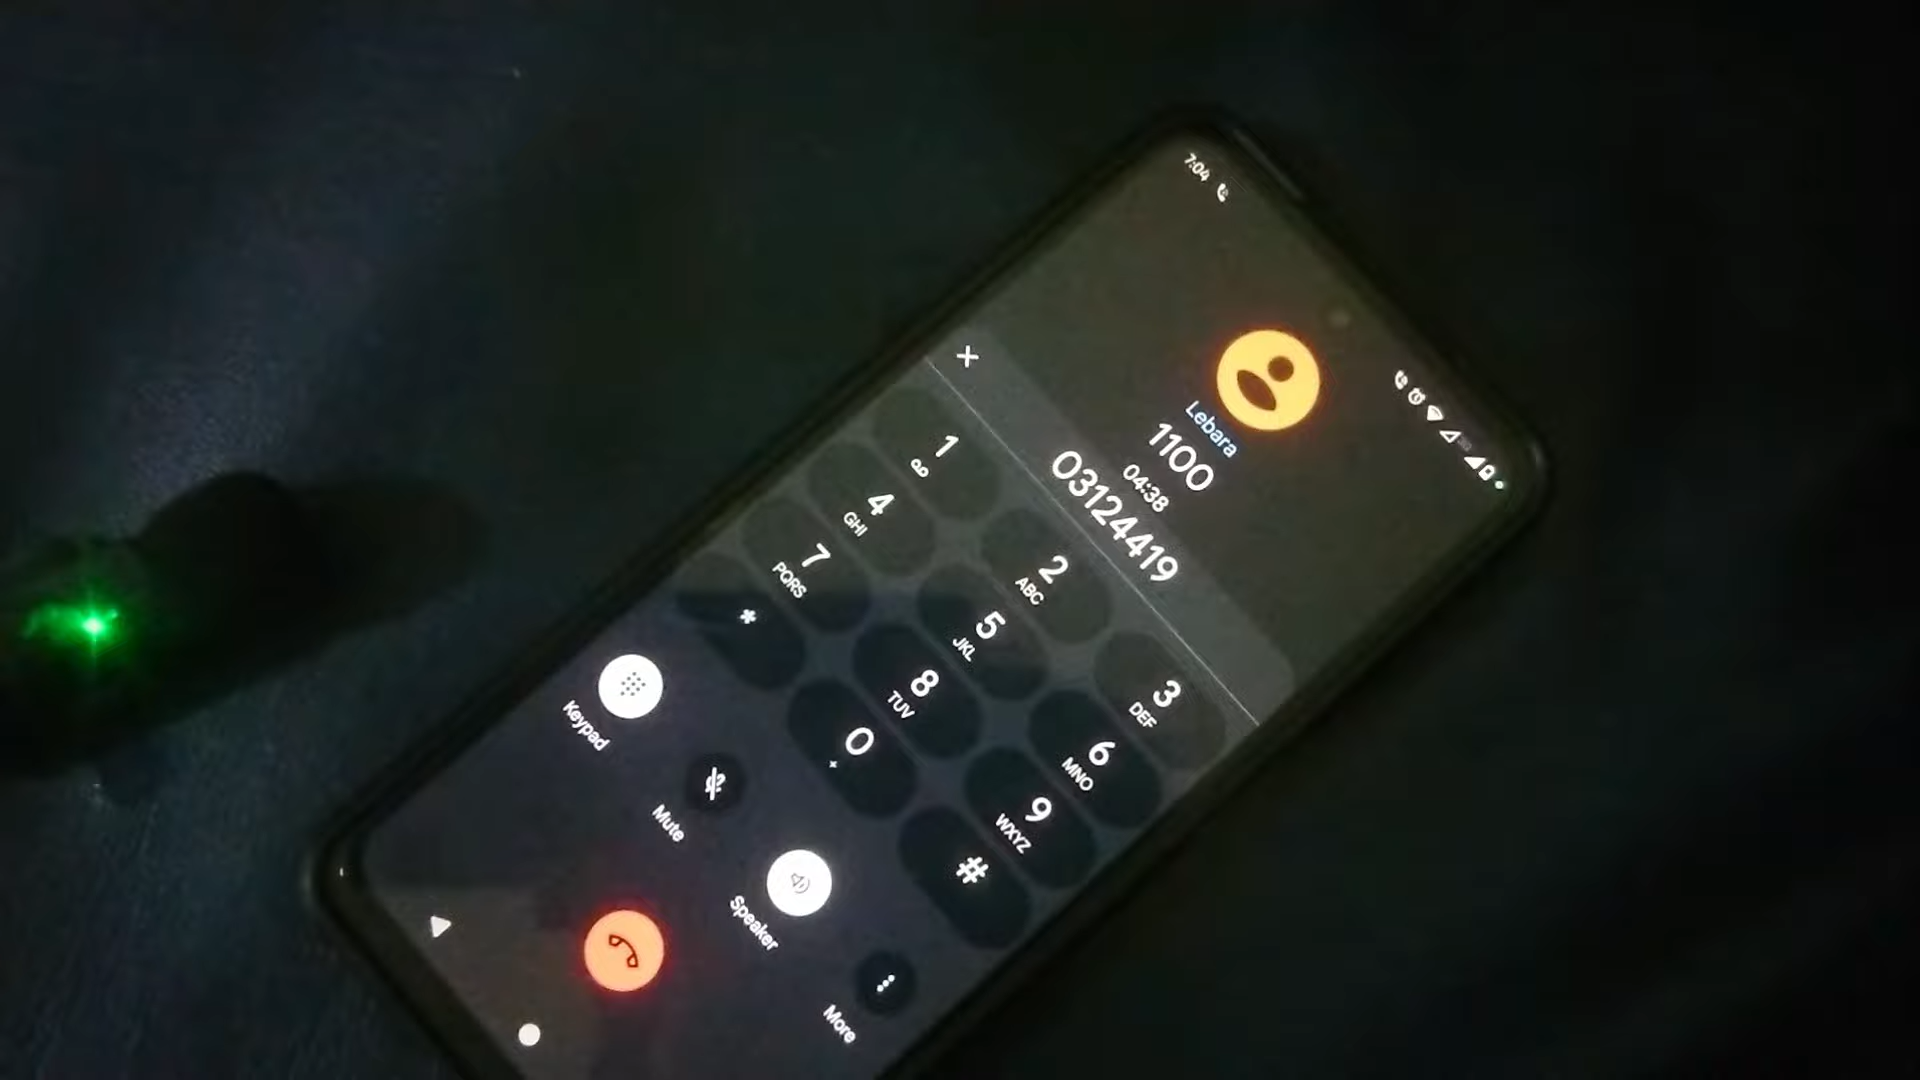 7:04
Lebara
1100
04:38
03124419
1
2
ABC
3
DEF
4
GHI
5
JKL
6
MNO
7
PQRS
8
TUV
9
WXYZ
*
0
+
#
Keypad
Mute
Speaker
More